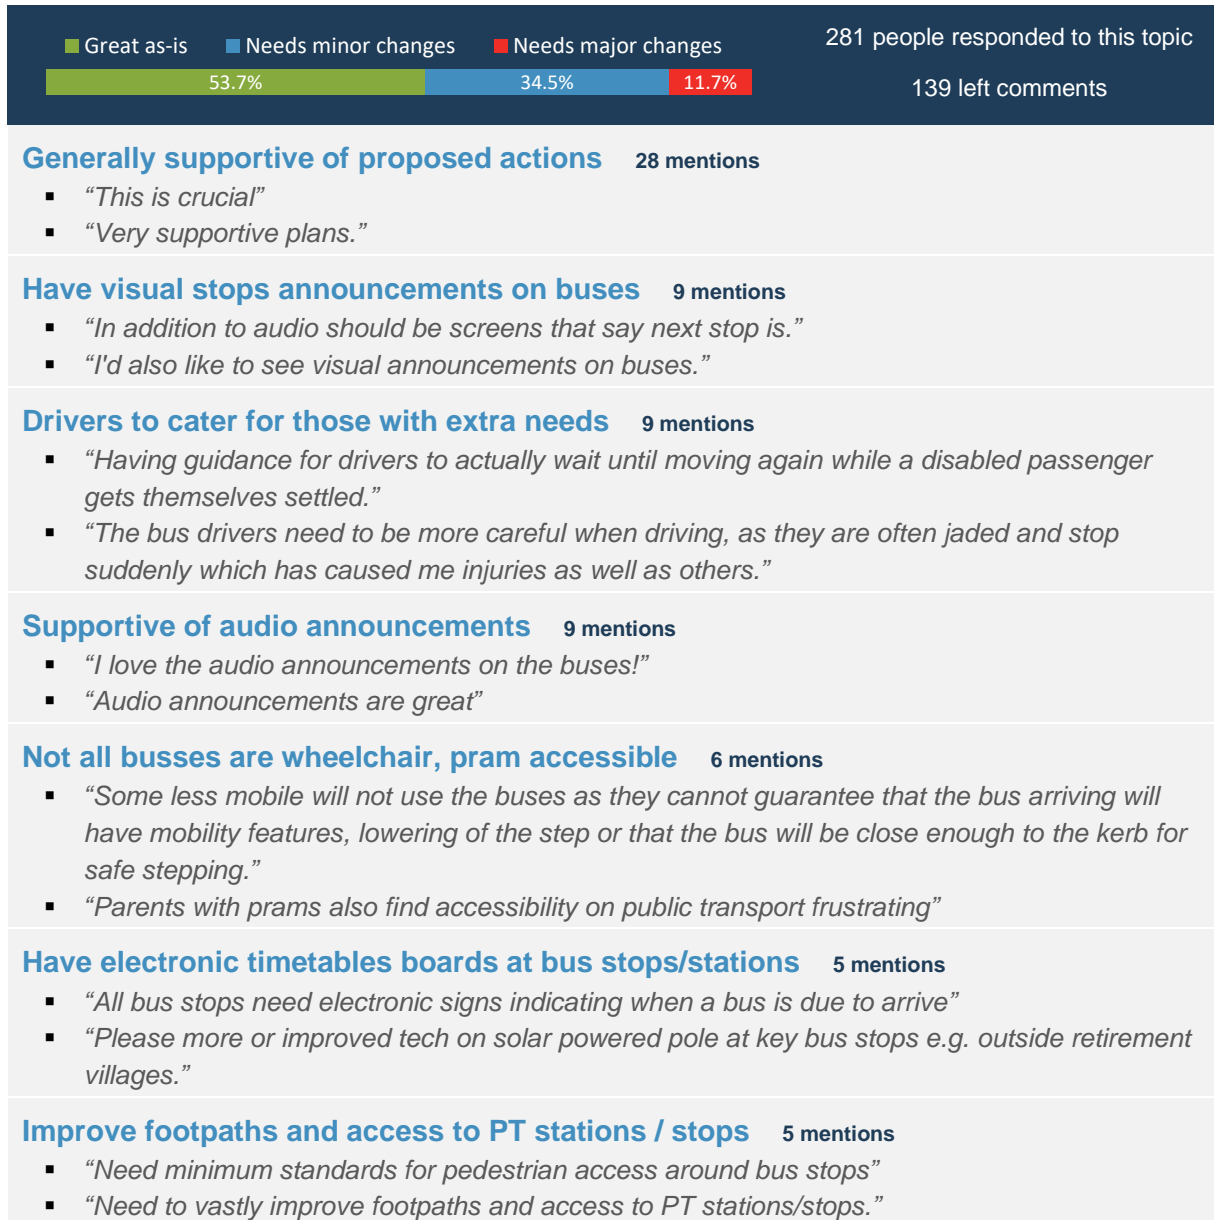 Great as-is Needs minor changes Needs major changes
281 people responded to this topic
53.7% 34.5% 11.7%
139 left comments
Generally supportive of proposed actions 28 mentions
▪ “This is crucial”
▪ “Very supportive plans.”
Have visual stops announcements on buses 9 mentions
▪ “In addition to audio should be screens that say next stop is.”
▪ “I'd also like to see visual announcements on buses.”
Drivers to cater for those with extra needs 9 mentions
▪ “Having guidance for drivers to actually wait until moving again while a disabled passenger
gets themselves settled.”
▪ “The bus drivers need to be more careful when driving, as they are often jaded and stop
suddenly which has caused me injuries as well as others.”
Supportive of audio announcements 9 mentions
▪ “I love the audio announcements on the buses!”
▪ “Audio announcements are great”
Not all busses are wheelchair, pram accessible 6 mentions
▪ “Some less mobile will not use the buses as they cannot guarantee that the bus arriving will
have mobility features, lowering of the step or that the bus will be close enough to the kerb for
safe stepping.”
▪ “Parents with prams also find accessibility on public transport frustrating”
Have electronic timetables boards at bus stops/stations 5 mentions
▪ “All bus stops need electronic signs indicating when a bus is due to arrive”
▪ “Please more or improved tech on solar powered pole at key bus stops e.g. outside retirement
villages.”
Improve footpaths and access to PT stations / stops 5 mentions
▪ “Need minimum standards for pedestrian access around bus stops”
▪ “Need to vastly improve footpaths and access to PT stations/stops.”